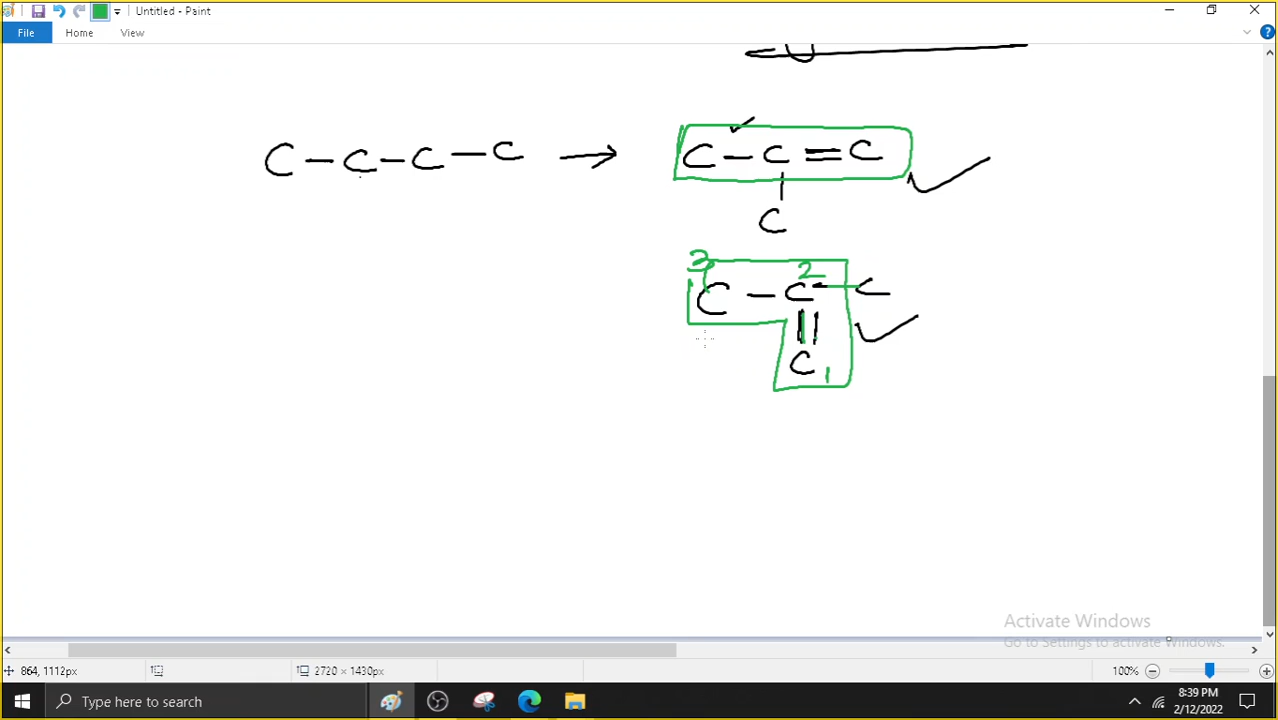 Untitled - Paint
File Home View
C - C - C - C → C - C = C
C
3 2
C - C - C
C 1
Activate Windows
Go to Settings to activate Windows.
864, 1112px 2720 × 1430px 100%
Type here to search
8:39 PM
2/12/2022